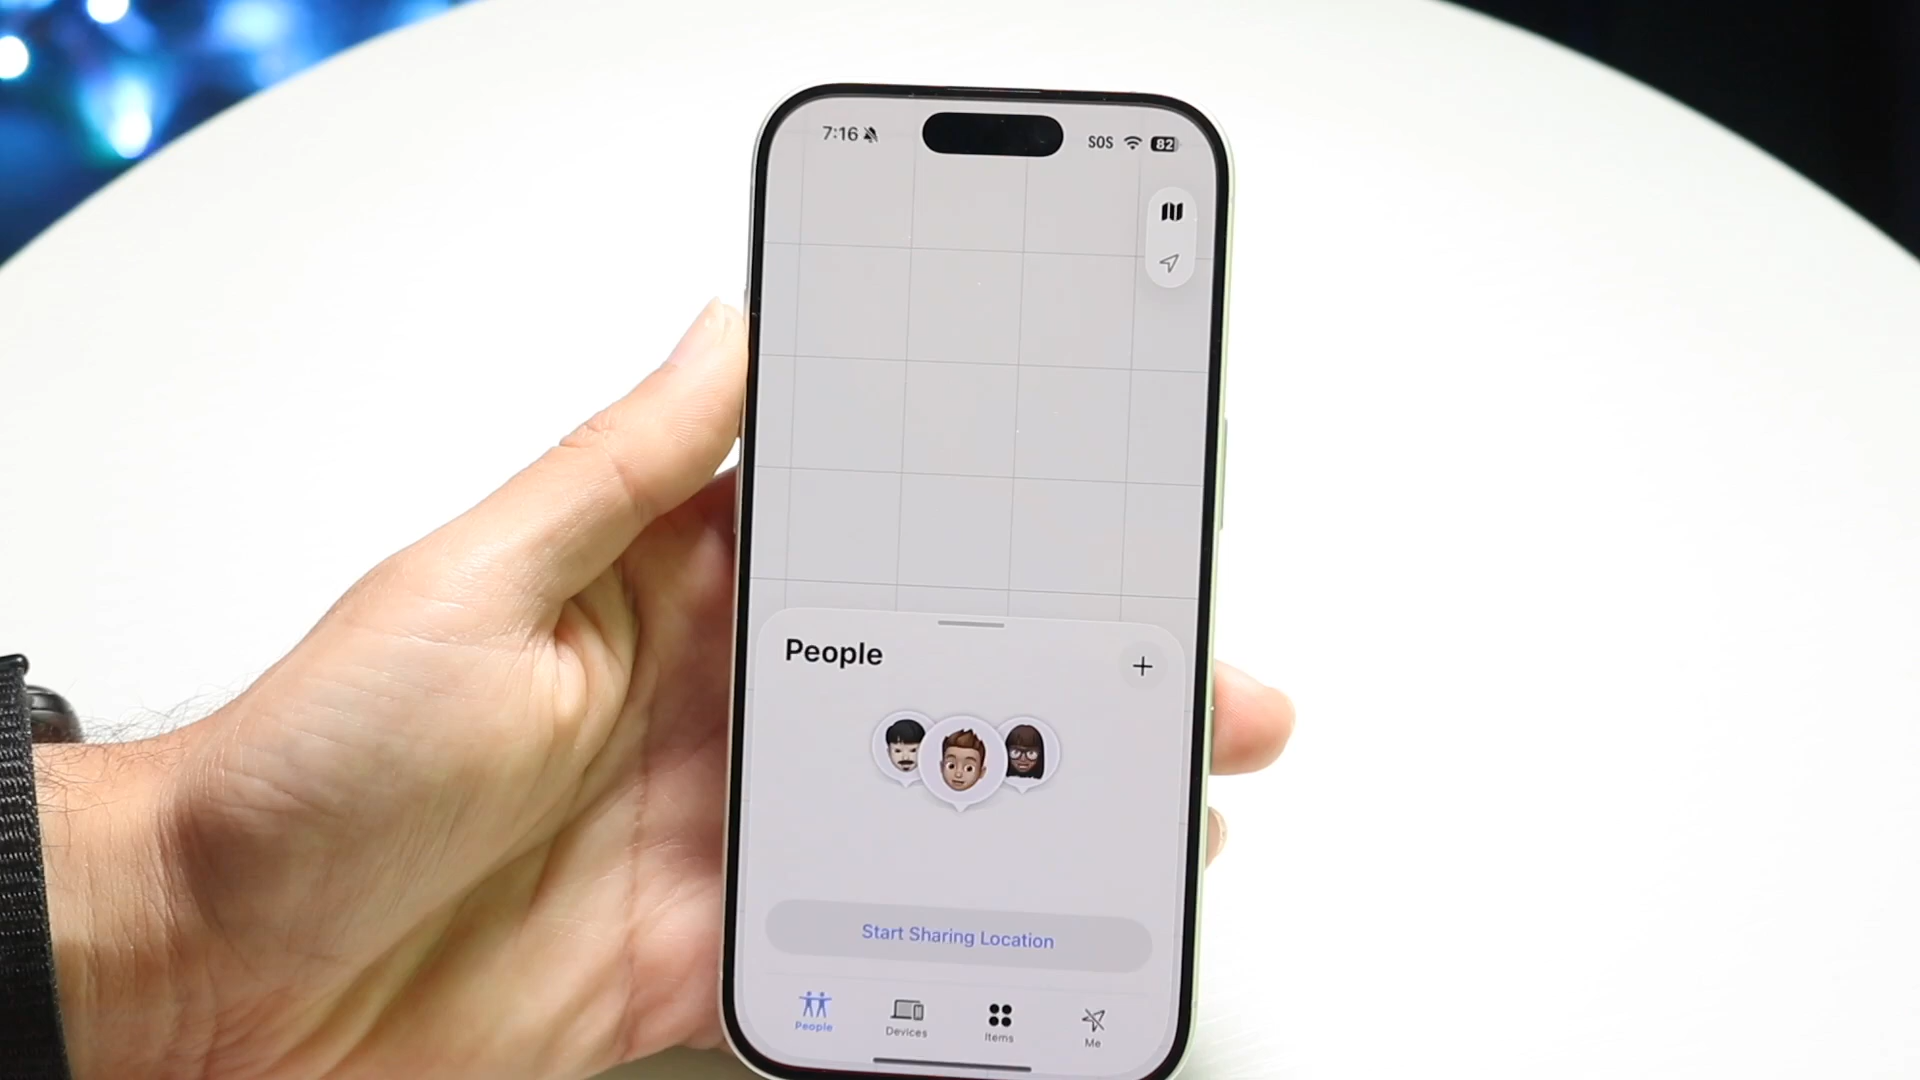 7:16
SOS 82
People
Start Sharing Location
People Devices Items Me